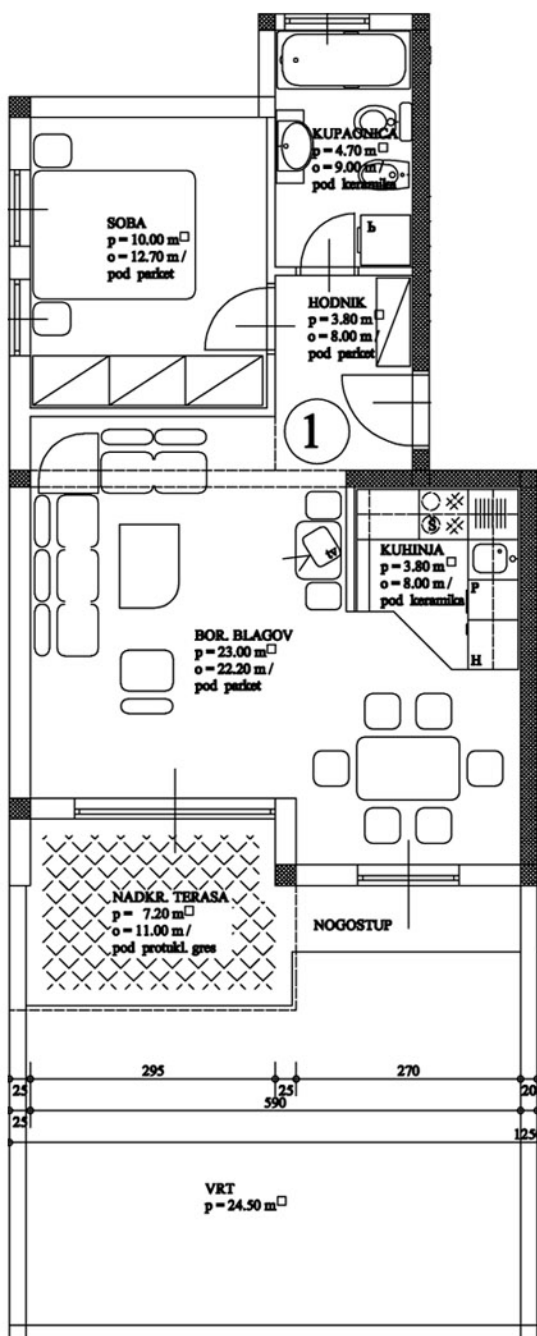 KUPAONICA
p = 4.70 m□
o = 9.00 m /
pod keramika
SOBA
p = 10.00 m□
o = 12.70 m /
pod parket
HODNIK
p = 3.80 m□
o = 8.00 m /
pod parket
1
Š
tv
KUHINJA
p = 3.80 m□
o = 8.00 m /
pod keramika
P
H
BOR. BLAGOV
p = 23.00 m□
o = 22.20 m /
pod parket
NADKR. TERASA
p = 7.20 m□
o = 11.00 m /
pod protukl. gres
NOGOSTUP
295
270
25
25
20
590
25
1250
VRT
p = 24.50 m□